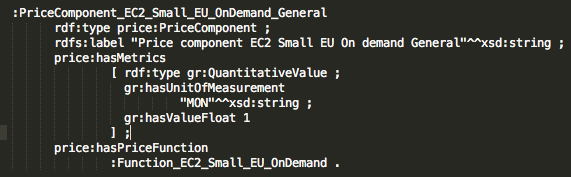 :PriceComponent_EC2_Small_EU_OnDemand_General
rdf:type price:PriceComponent ;
rdfs:label "Price component EC2 Small EU On demand General"^^xsd:string ;
price:hasMetrics
[ rdf:type gr:QuantitativeValue ;
gr:hasUnitOfMeasurement
"MON"^^xsd:string ;
gr:hasValueFloat 1
] ;
price:hasPriceFunction
:Function_EC2_Small_EU_OnDemand .